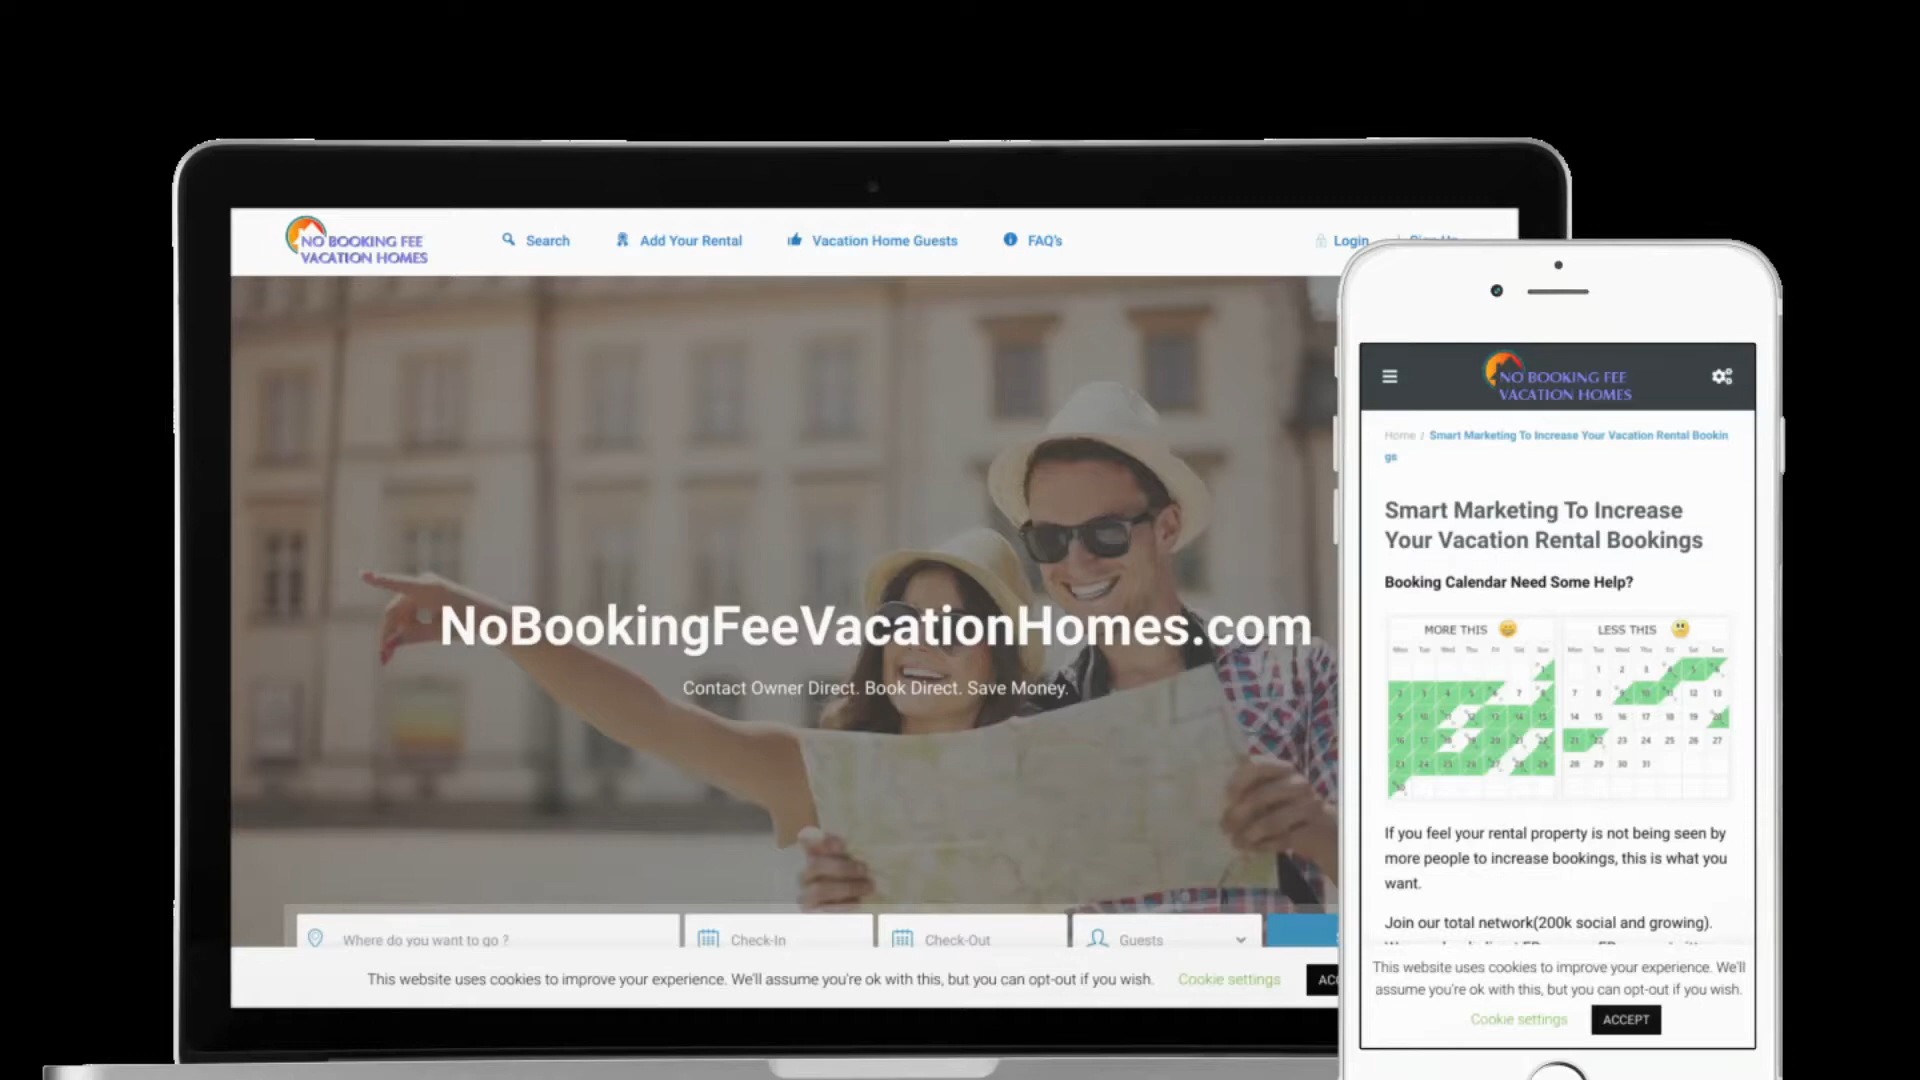 NO BOOKING FEE
VACATION HOMES
Search
Add Your Rental
Vacation Home Guests
FAQ's
Login
NoBookingFeeVacationHomes.com
Contact Owner Direct. Book Direct. Save Money.
Where do you want to go ?
Check-In
Check-Out
Guests
This website uses cookies to improve your experience. We'll assume you're ok with this, but you can opt-out if you wish.
Cookie settings
NO BOOKING FEE
VACATION HOMES
Home / Smart Marketing To Increase Your Vacation Rental Bookin
gs
Smart Marketing To Increase
Your Vacation Rental Bookings
Booking Calendar Need Some Help?
MORE THIS
LESS THIS
If you feel your rental property is not being seen by
more people to increase bookings, this is what you
want.
Join our total network(200k social and growing).
This website uses cookies to improve your experience. We'll
assume you're ok with this, but you can opt-out if you wish.
Cookie settings
ACCEPT